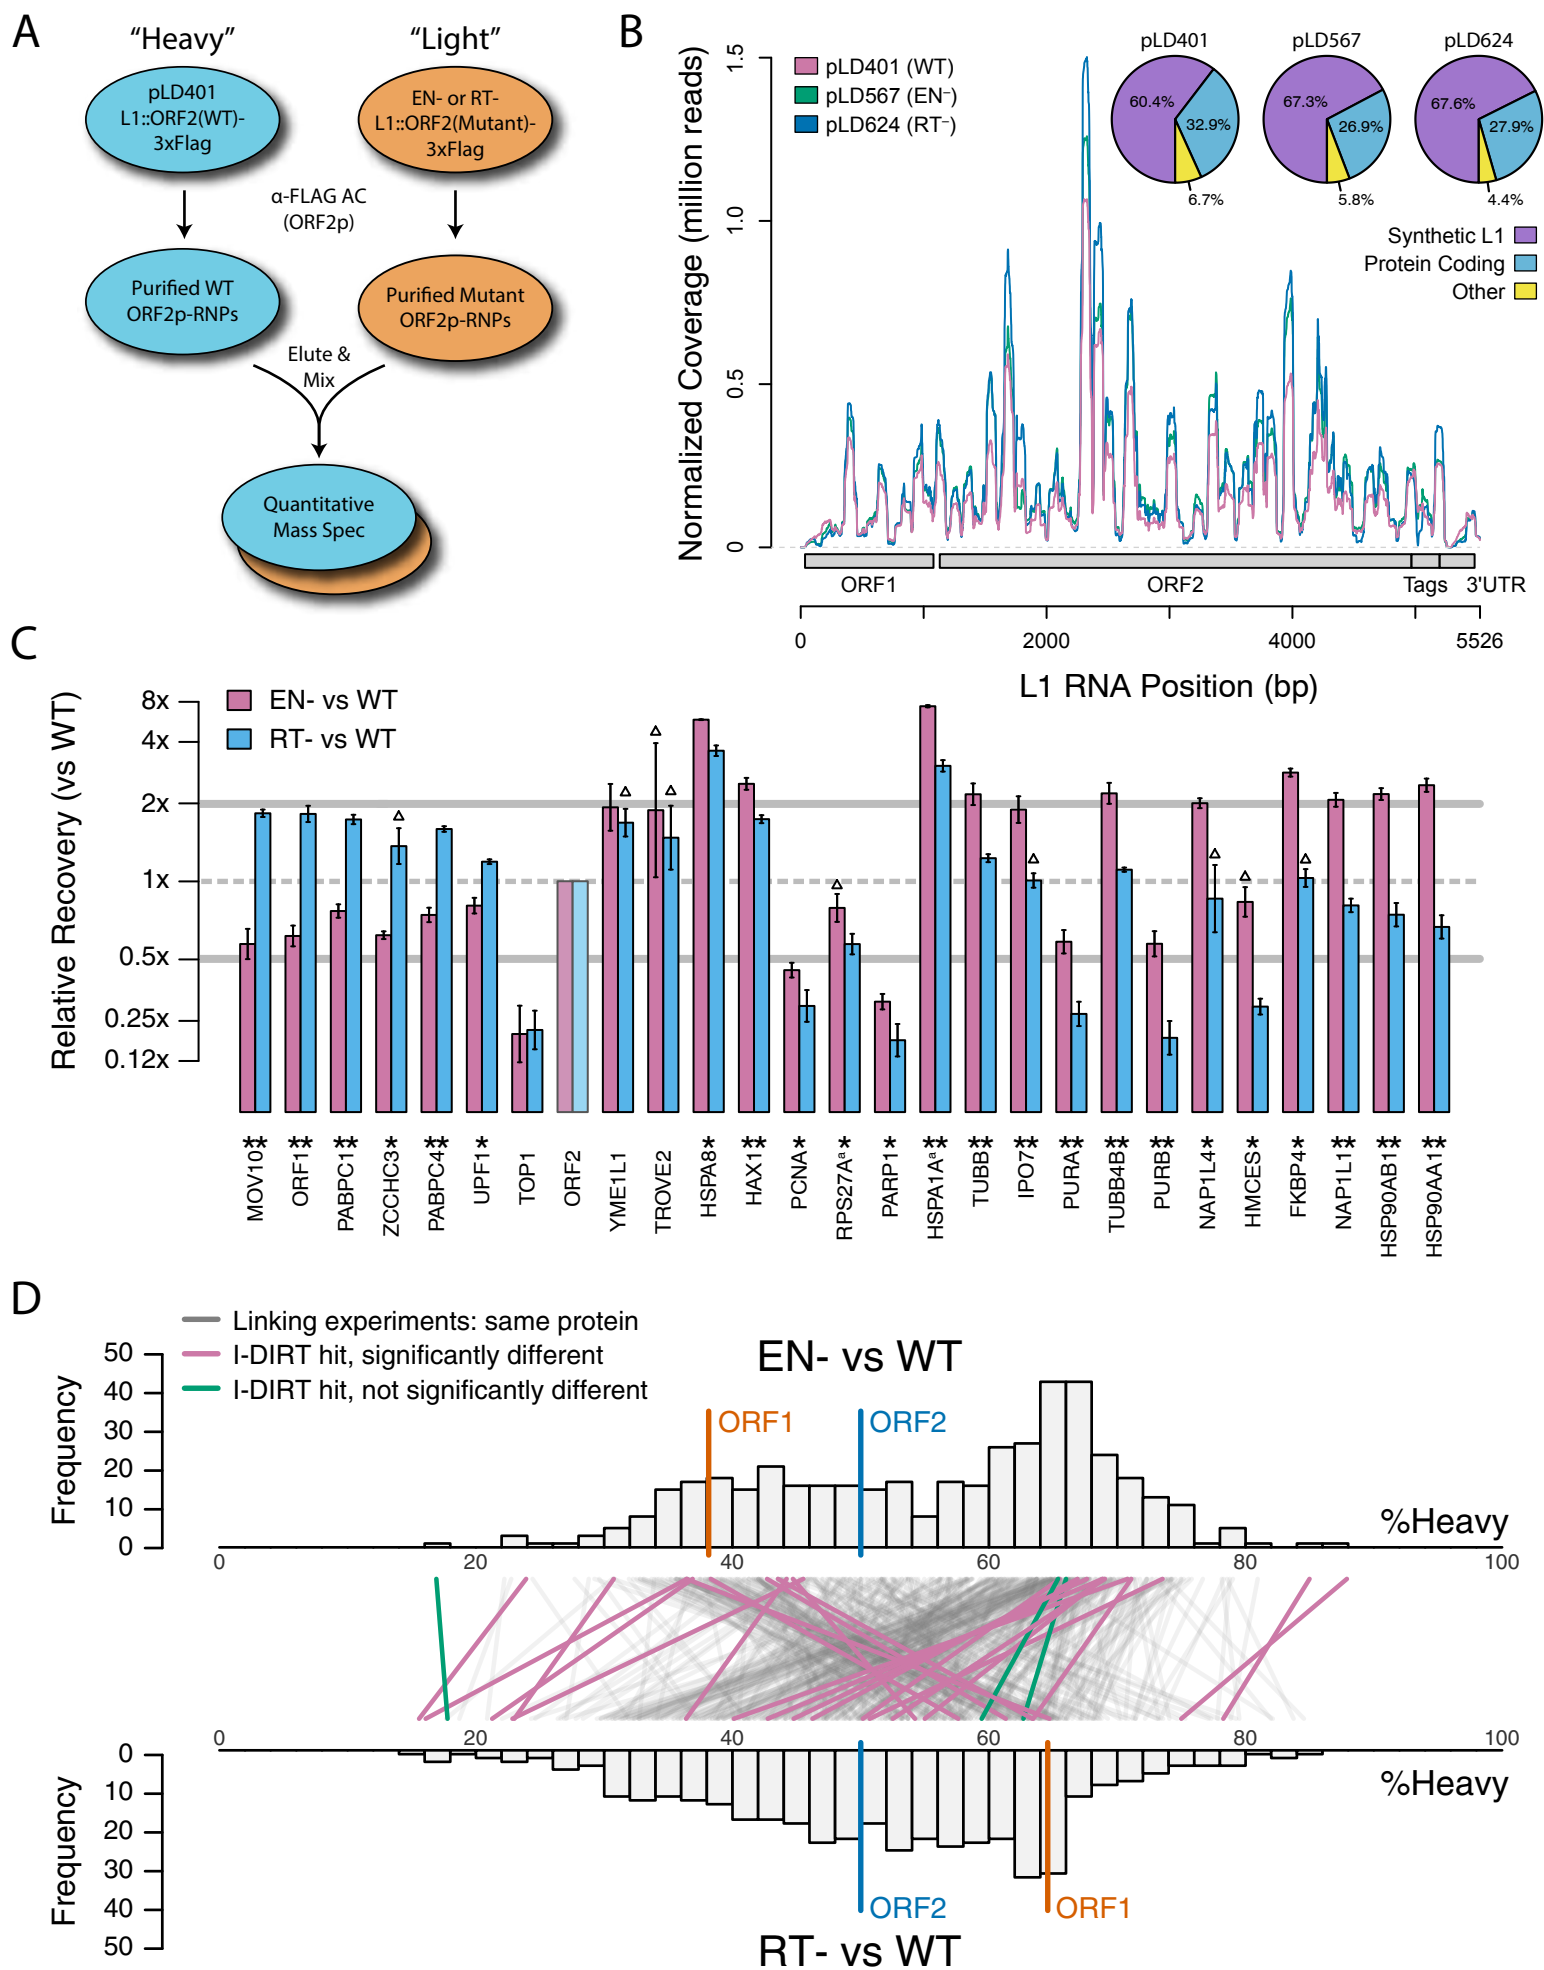 A
“Heavy”
“Light”
pLD401
L1::ORF2(WT)-
3xFlag
EN- or RT-
L1::ORF2(Mutant)-
3xFlag
α-FLAG AC
(ORF2p)
Purified WT
ORF2p-RNPs
Purified Mutant
ORF2p-RNPs
Elute &
Mix
Quantitative
Mass Spec
B
Normalized Coverage (million reads)
1.5
1.0
0.5
0
pLD401 (WT)
pLD567 (EN⁻)
pLD624 (RT⁻)
pLD401
60.4%
32.9%
6.7%
pLD567
67.3%
26.9%
5.8%
pLD624
67.6%
27.9%
4.4%
Synthetic L1
Protein Coding
Other
ORF1
ORF2
Tags
3'UTR
0
2000
4000
5526
L1 RNA Position (bp)
C
Relative Recovery (vs WT)
8x
4x
2x
1x
0.5x
0.25x
0.12x
EN- vs WT
RT- vs WT
MOV10**
ORF1**
PABPC1**
ZCCHC3*
PABPC4**
UPF1*
TOP1
ORF2
YME1L1
TROVE2
HSPA8*
HAX1**
PCNA*
RPS27Aᵃ*
PARP1*
HSPA1Aᵃ**
TUBB**
IPO7**
PURA**
TUBB4B**
PURB**
NAP1L4*
HMCES*
FKBP4*
NAP1L1**
HSP90AB1**
HSP90AA1**
D
Linking experiments: same protein
I-DIRT hit, significantly different
I-DIRT hit, not significantly different
EN- vs WT
Frequency
50
40
30
20
10
0
ORF1
ORF2
%Heavy
0
20
40
60
80
100
0
20
40
60
80
100
%Heavy
Frequency
0
10
20
30
40
50
ORF2
ORF1
RT- vs WT